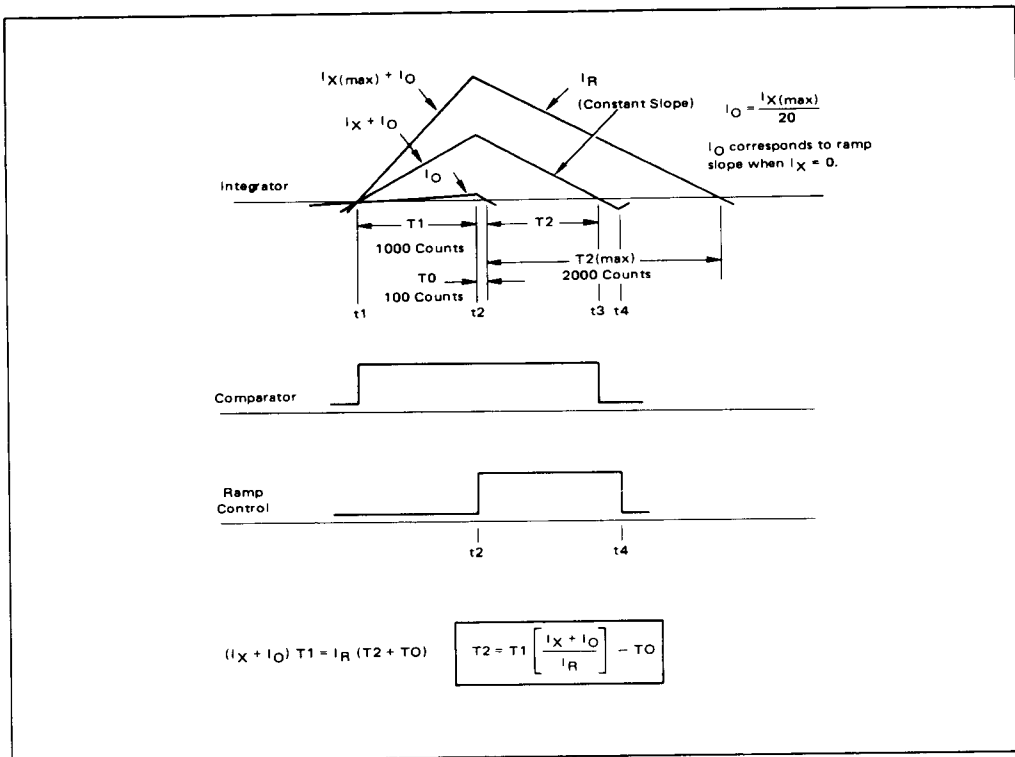 IX(max) + IO
IR
(Constant Slope)
IO = IX(max) / 20
IX + IO
IO corresponds to ramp
slope when IX = 0.
IO
Integrator
T1
T2
1000 Counts
T2(max)
2000 Counts
TO
100 Counts
t1
t2
t3
t4
Comparator
Ramp
Control
t2
t4
(IX + IO) T1 = IR (T2 + TO)
T2 = T1 [ IX + IO / IR ] − TO